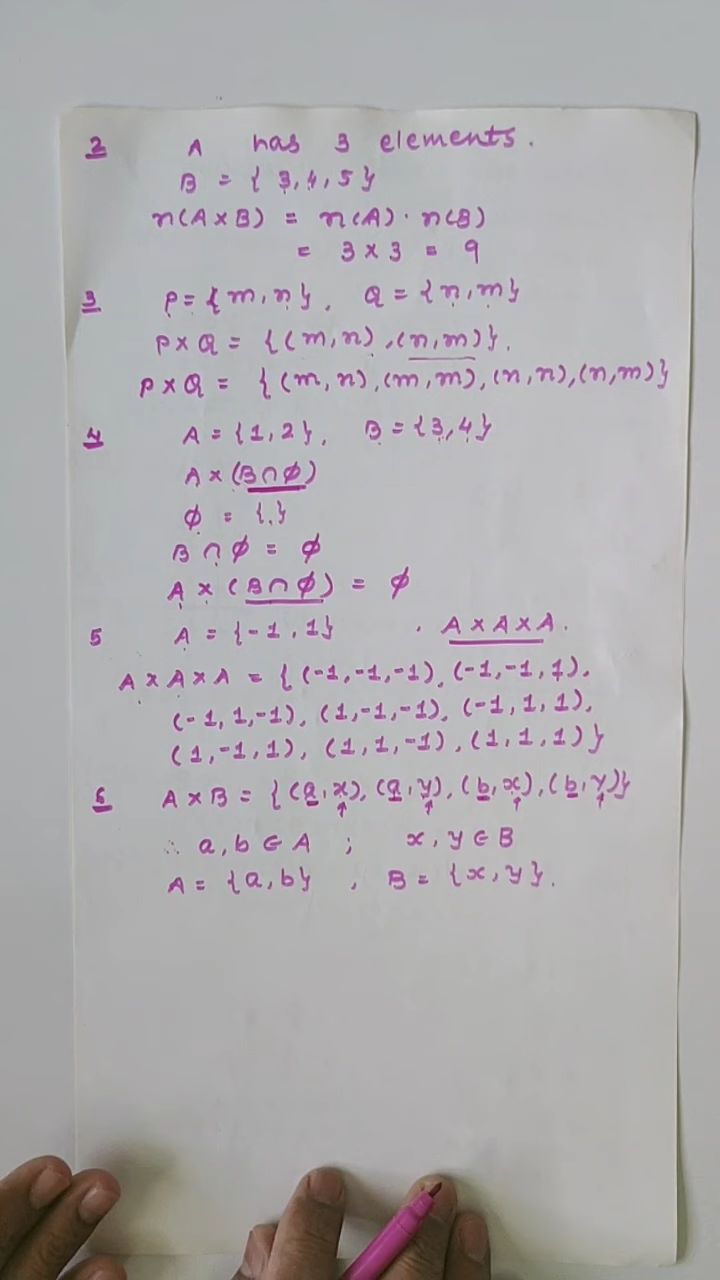 2 A has 3 elements.
B = { 3, 4, 5 }
n(A × B) = n(A) · n(B)
= 3 × 3 = 9
3 P = { m, n }, Q = { n, m }
P × Q = { (m, n), (n, m) }.
P × Q = { (m, n), (m, m), (n, n), (n, m) }
4 A = { 1, 2 }, B = { 3, 4 }
A × (B ∩ ϕ)
ϕ = { . }
B ∩ ϕ = ϕ
A × (B ∩ ϕ) = ϕ
5 A = { -1, 1 } . A × A × A.
A × A × A = { (-1, -1, -1), (-1, -1, 1),
(-1, 1, -1), (1, -1, -1), (-1, 1, 1),
(1, -1, 1), (1, 1, -1), (1, 1, 1) }
6 A × B = { (a, x), (a, y), (b, x), (b, y) }
∴ a, b ∈ A ; x, y ∈ B
A = { a, b } , B = { x, y }.